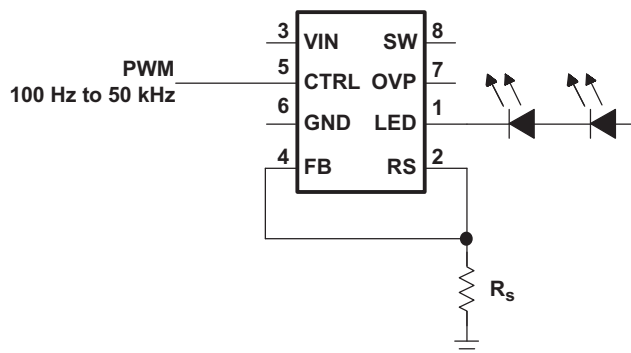 3 VIN SW 8
PWM 5 CTRL OVP 7
100 Hz to 50 kHz
6 GND LED 1
4 FB RS 2
Rs